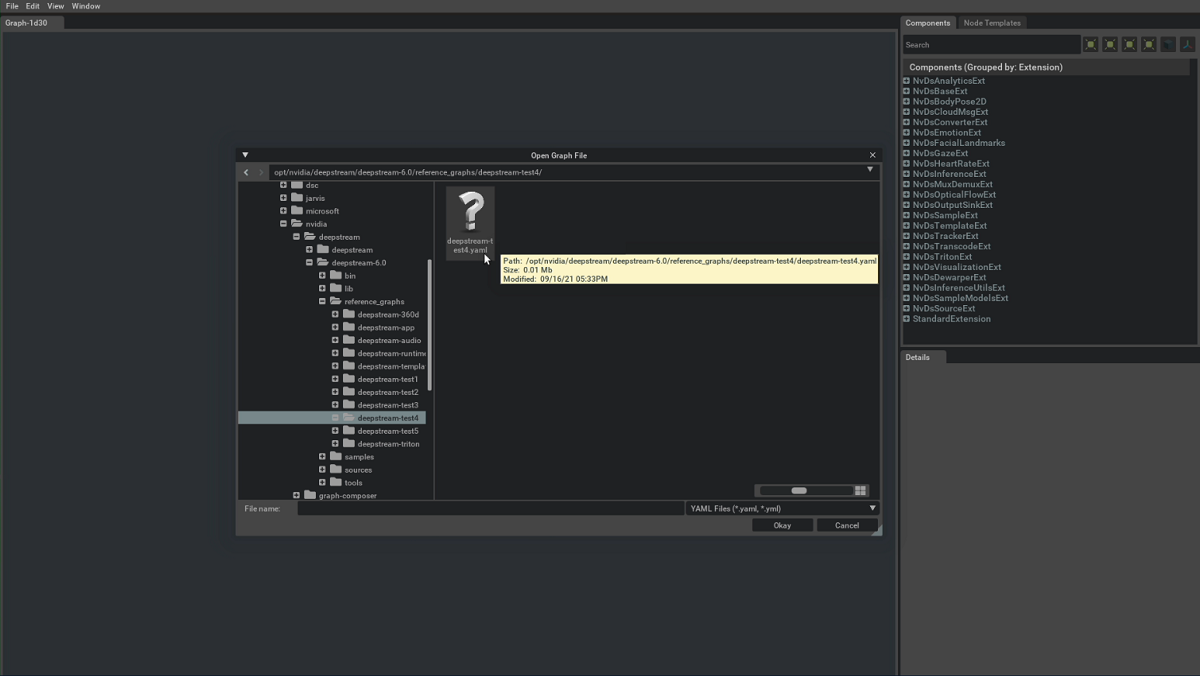 File Edit View Window
Graph-1d30
Open Graph File
opt/nvidia/deepstream/deepstream-6.0/reference_graphs/deepstream-test4/
dsc
jarvis
microsoft
nvidia
deepstream
deepstream
deepstream-6.0
bin
lib
reference_graphs
deepstream-360d
deepstream-app
deepstream-audio
deepstream-runtime
deepstream-templa
deepstream-test1
deepstream-test2
deepstream-test3
deepstream-test4
deepstream-test5
deepstream-triton
samples
sources
tools
graph-composer
deepstream-t
est4.yaml
Path: /opt/nvidia/deepstream/deepstream-6.0/reference_graphs/deepstream-test4/deepstream-test4.yaml
Size: 0.01 Mb
Modified: 09/16/21 05:33PM
File name:
YAML Files (*.yaml, *.yml)
Okay
Cancel
Components Node Templates
Search
Components (Grouped by: Extension)
NvDsAnalyticsExt
NvDsBaseExt
NvDsBodyPose2D
NvDsCloudMsgExt
NvDsConverterExt
NvDsEmotionExt
NvDsFacialLandmarks
NvDsGazeExt
NvDsHeartRateExt
NvDsInferenceExt
NvDsMuxDemuxExt
NvDsOpticalFlowExt
NvDsOutputSinkExt
NvDsSampleExt
NvDsTemplateExt
NvDsTrackerExt
NvDsTranscodeExt
NvDsTritonExt
NvDsVisualizationExt
NvDsDewarperExt
NvDsInferenceUtilsExt
NvDsSampleModelsExt
NvDsSourceExt
StandardExtension
Details